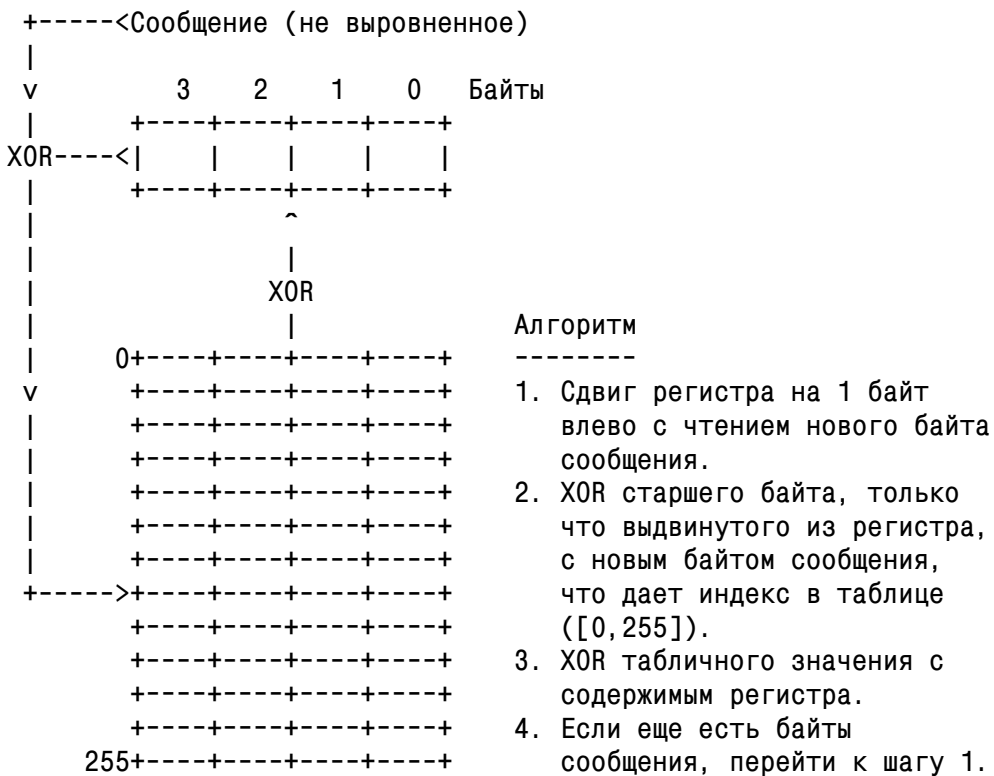 +-----<Сообщение (не выровненное)
|
v         3    2    1    0   Байты
|      +----+----+----+----+
XOR----<|    |    |    |    |
|      +----+----+----+----+
|                ^
|                |
|               XOR
|                |             Алгоритм
|     0+----+----+----+----+   --------
v      +----+----+----+----+   1. Сдвиг регистра на 1 байт
|      +----+----+----+----+      влево с чтением нового байта
|      +----+----+----+----+      сообщения.
|      +----+----+----+----+   2. XOR старшего байта, только
|      +----+----+----+----+      что выдвинутого из регистра,
|      +----+----+----+----+      с новым байтом сообщения,
+----->+----+----+----+----+      что дает индекс в таблице
       +----+----+----+----+      ([0,255]).
       +----+----+----+----+   3. XOR табличного значения с
       +----+----+----+----+      содержимым регистра.
       +----+----+----+----+   4. Если еще есть байты
    255+----+----+----+----+      сообщения, перейти к шагу 1.